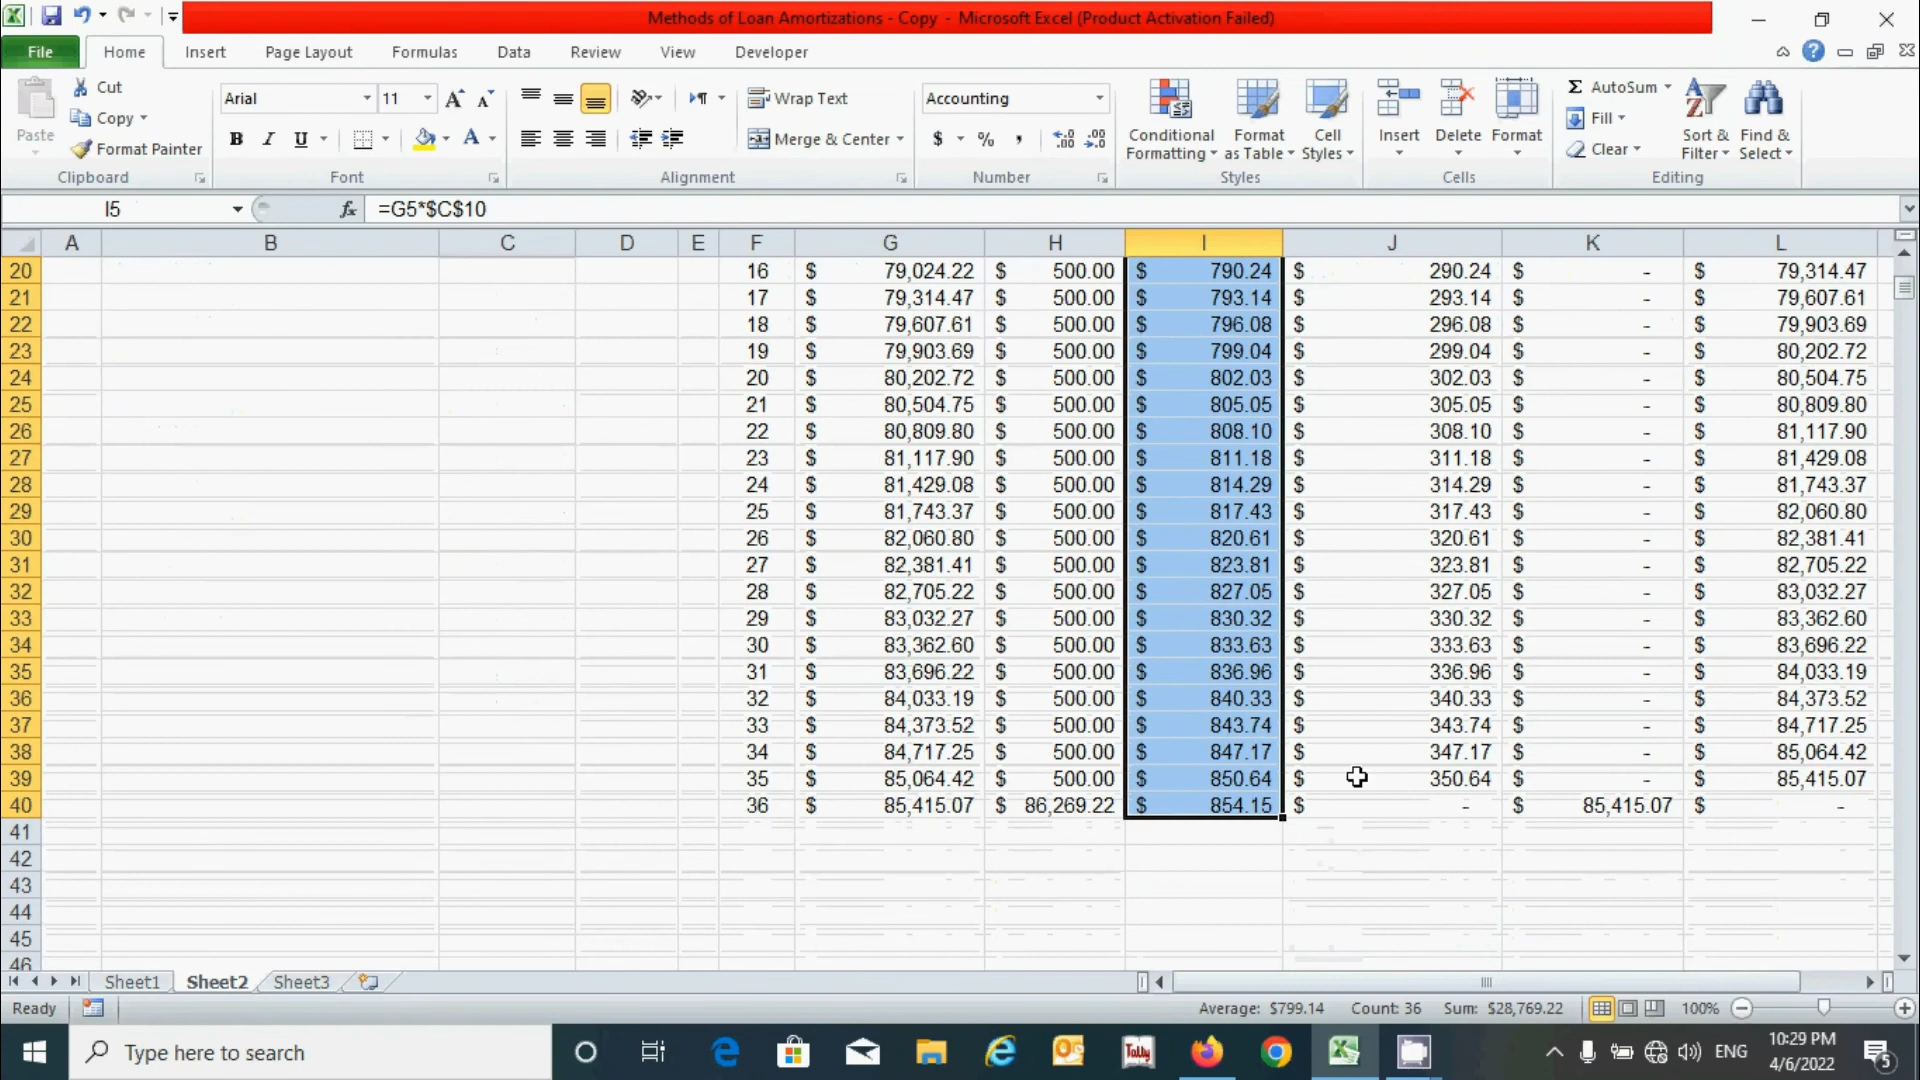 Methods of Loan Amortizations - Copy - Microsoft Excel (Product Activation Failed)
File Home Insert Page Layout Formulas Data Review View Developer
Paste Cut Copy Format Painter Clipboard
Arial 11 B I U Font
Wrap Text Merge & Center Alignment
Accounting $ % , Number
Conditional Formatting Format as Table Cell Styles Styles
Insert Delete Format Cells
Σ AutoSum Fill Clear Sort & Filter Find & Select Editing
I5 fx =G5*$C$10
A B C D E F G H I J K L
20 16 $ 79,024.22 $ 500.00 $ 790.24 $ 290.24 $ - $ 79,314.47
21 17 $ 79,314.47 $ 500.00 $ 793.14 $ 293.14 $ - $ 79,607.61
22 18 $ 79,607.61 $ 500.00 $ 796.08 $ 296.08 $ - $ 79,903.69
23 19 $ 79,903.69 $ 500.00 $ 799.04 $ 299.04 $ - $ 80,202.72
24 20 $ 80,202.72 $ 500.00 $ 802.03 $ 302.03 $ - $ 80,504.75
25 21 $ 80,504.75 $ 500.00 $ 805.05 $ 305.05 $ - $ 80,809.80
26 22 $ 80,809.80 $ 500.00 $ 808.10 $ 308.10 $ - $ 81,117.90
27 23 $ 81,117.90 $ 500.00 $ 811.18 $ 311.18 $ - $ 81,429.08
28 24 $ 81,429.08 $ 500.00 $ 814.29 $ 314.29 $ - $ 81,743.37
29 25 $ 81,743.37 $ 500.00 $ 817.43 $ 317.43 $ - $ 82,060.80
30 26 $ 82,060.80 $ 500.00 $ 820.61 $ 320.61 $ - $ 82,381.41
31 27 $ 82,381.41 $ 500.00 $ 823.81 $ 323.81 $ - $ 82,705.22
32 28 $ 82,705.22 $ 500.00 $ 827.05 $ 327.05 $ - $ 83,032.27
33 29 $ 83,032.27 $ 500.00 $ 830.32 $ 330.32 $ - $ 83,362.60
34 30 $ 83,362.60 $ 500.00 $ 833.63 $ 333.63 $ - $ 83,696.22
35 31 $ 83,696.22 $ 500.00 $ 836.96 $ 336.96 $ - $ 84,033.19
36 32 $ 84,033.19 $ 500.00 $ 840.33 $ 340.33 $ - $ 84,373.52
37 33 $ 84,373.52 $ 500.00 $ 843.74 $ 343.74 $ - $ 84,717.25
38 34 $ 84,717.25 $ 500.00 $ 847.17 $ 347.17 $ - $ 85,064.42
39 35 $ 85,064.42 $ 500.00 $ 850.64 $ 350.64 $ - $ 85,415.07
40 36 $ 85,415.07 $ 86,269.22 $ 854.15 $ - $ 85,415.07 $ -
41
42
43
44
45
46
Sheet1 Sheet2 Sheet3
Ready Average: $799.14 Count: 36 Sum: $28,769.22 100%
Type here to search Tally ENG 10:29 PM
4/6/2022 5